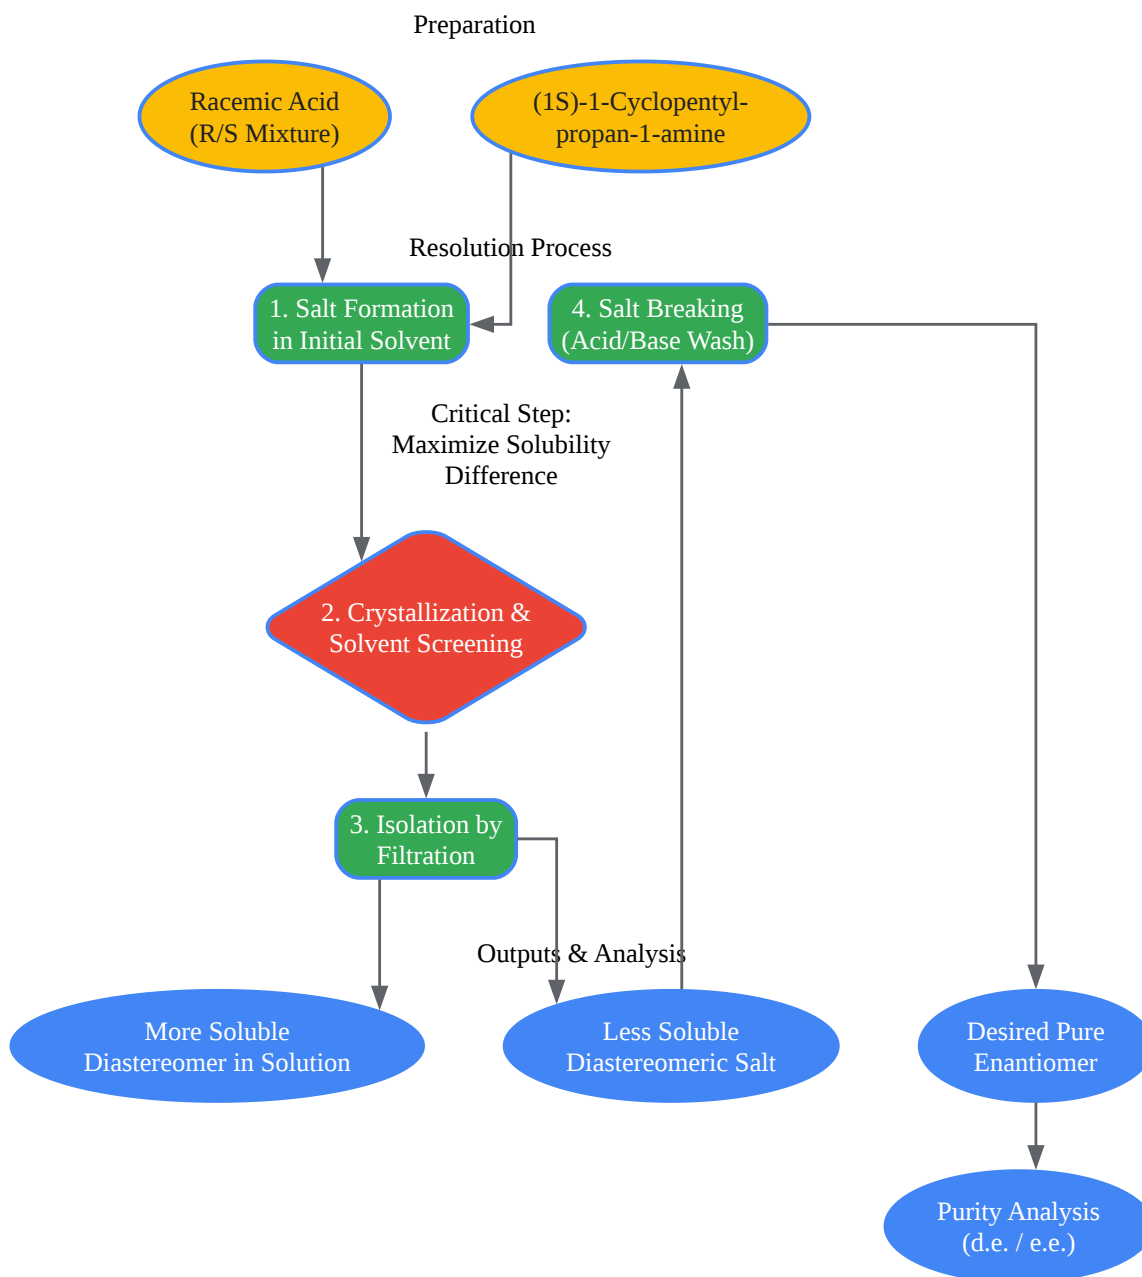 Preparation
Racemic Acid
(R/S Mixture)
(1S)-1-Cyclopentyl-
propan-1-amine
Resolution Process
1. Salt Formation
in Initial Solvent
4. Salt Breaking
(Acid/Base Wash)
Critical Step:
Maximize Solubility
Difference
2. Crystallization &
Solvent Screening
3. Isolation by
Filtration
Outputs & Analysis
More Soluble
Diastereomer in Solution
Less Soluble
Diastereomeric Salt
Desired Pure
Enantiomer
Purity Analysis
(d.e. / e.e.)